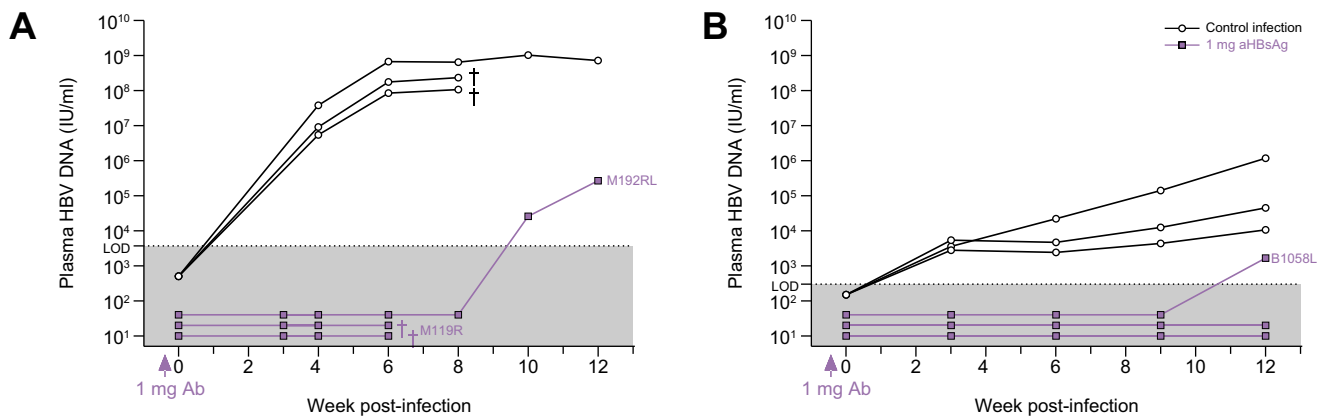 A
Plasma HBV DNA (IU/ml)
10¹⁰
10⁹
10⁸
10⁷
10⁶
10⁵
10⁴
LOD
10³
10²
10¹
†
†
M192RL
† M119R
†
0 2 4 6 8 10 12
1 mg Ab
Week post-infection
B
Plasma HBV DNA (IU/ml)
10¹⁰
10⁹
10⁸
10⁷
10⁶
10⁵
10⁴
10³
LOD
10²
10¹
Control infection
1 mg aHBsAg
B1058L
0 2 4 6 8 10 12
1 mg Ab
Week post-infection